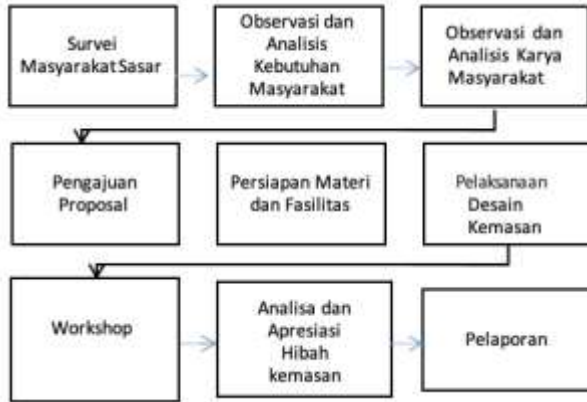 Survei
Masyarakat Sasar
Observasi dan
Analisis
Kebutuhan
Masyarakat
Observasi dan
Analisis Karya
Masyarakat
Pengajuan
Proposal
Persiapan Materi
dan Fasilitas
Pelaksanaan
Desain
Kemasan
Workshop
Analisa dan
Apresiasi
Hibah
kemasan
Pelaporan